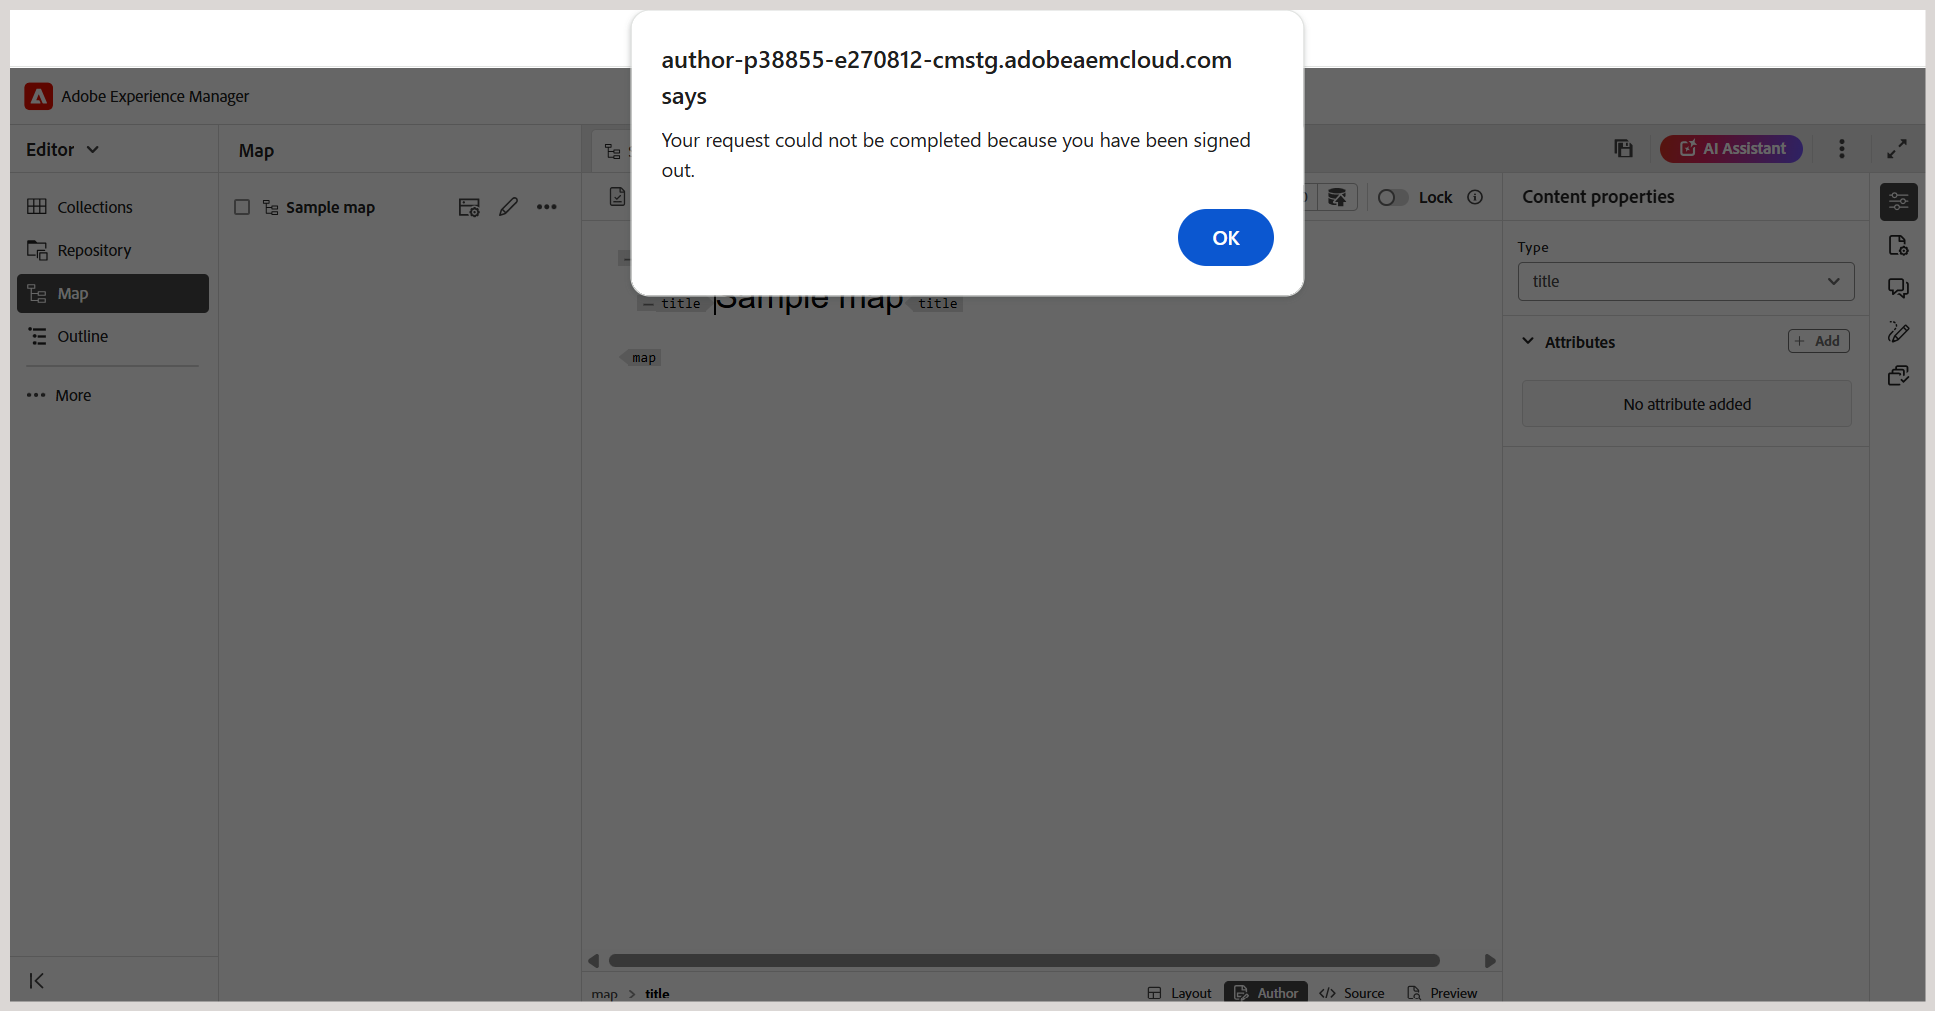 author-p38855-e270812-cmstg.adobeaemcloud.com
says
Your request could not be completed because you have been signed
out.
OK
Adobe Experience Manager
Editor
Map
AI Assistant
Collections
Repository
Map
Outline
More
Sample map
Lock
title Sample map title
map
Content properties
Type
title
Attributes
+ Add
No attribute added
map > title
Layout
Author
Source
Preview